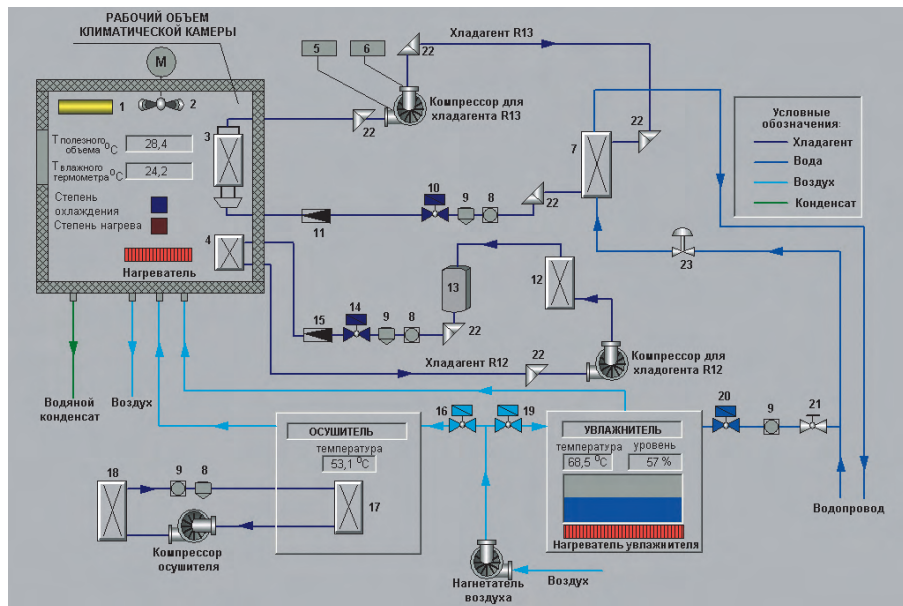 РАБОЧИЙ ОБЪЕМ
КЛИМАТИЧЕСКОЙ КАМЕРЫ
М
1
2
3
T полезного объема °C
28,4
T влажного термометра °C
24,2
Степень
охлаждения
Степень нагрева
Нагреватель
4
5
6
22
Хладагент R13
Компрессор для
хладагента R13
22
22
7
Условные
обозначения:
Хладагент
Вода
Воздух
Конденсат
10
9
8
22
11
23
12
13
14
9
8
15
22
Хладагент R12
22
Компрессор для
хладогента R12
Водяной
конденсат
Воздух
16
19
20
9
21
ОСУШИТЕЛЬ
температура
53,1 °C
УВЛАЖНИТЕЛЬ
температура
уровень
68,5 °C
57 %
Нагреватель увлажнителя
18
9
8
17
Компрессор
осушителя
Нагнетатель
воздуха
Воздух
Водопровод